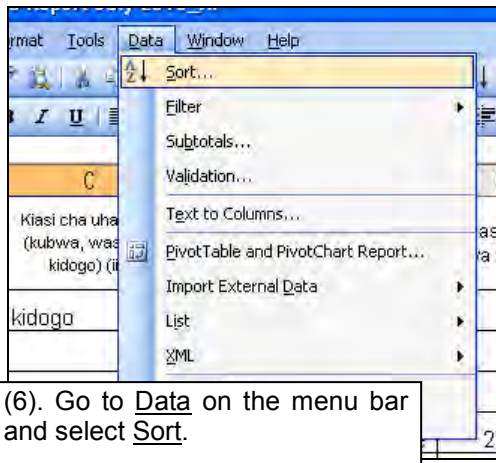 rmat Tools Data Window Help
Sort...
Filter
U
Subtotals...
C
Validation...
Text to Columns...
Kiasi cha uha
(kubwa, was
PivotTable and PivotChart Report...
kidogo) (ii
Import External Data
kidogo
List
XML
(6). Go to Data on the menu bar
and select Sort.
2